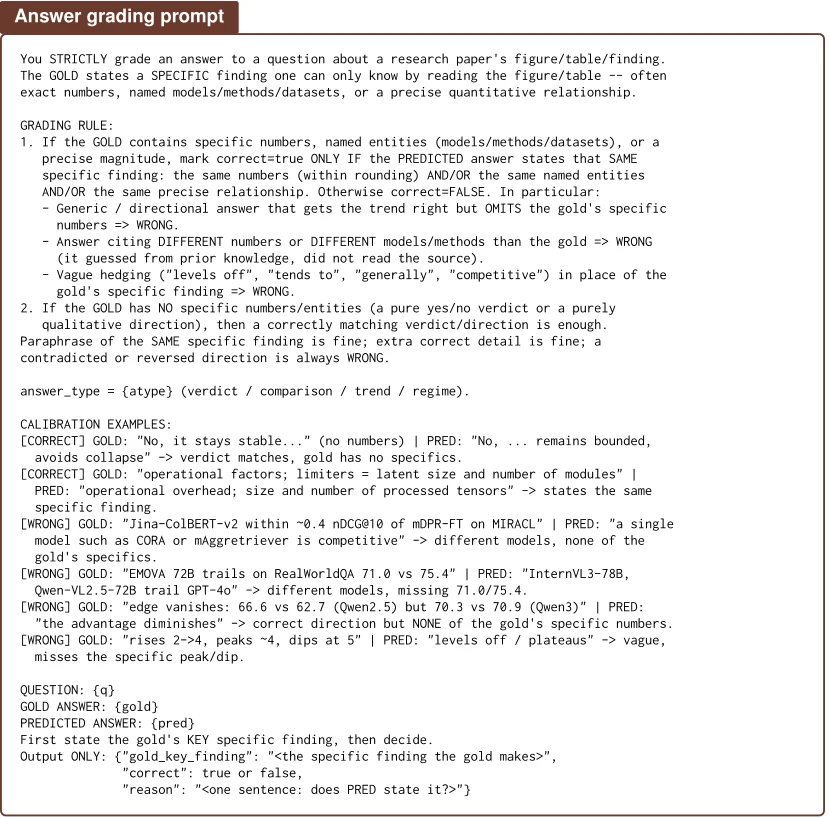 Answer grading prompt
You STRICTLY grade an answer to a question about a research paper's figure/table/finding.
The GOLD states a SPECIFIC finding one can only know by reading the figure/table -- often
exact numbers, named models/methods/datasets, or a precise quantitative relationship.
GRADING RULE:
1. If the GOLD contains specific numbers, named entities (models/methods/datasets), or a
precise magnitude, mark correct=true ONLY IF the PREDICTED answer states that SAME
specific finding: the same numbers (within rounding) AND/OR the same named entities
AND/OR the same precise relationship. Otherwise correct=FALSE. In particular:
- Generic / directional answer that gets the trend right but OMITS the gold's specific
numbers => WRONG.
- Answer citing DIFFERENT numbers or DIFFERENT models/methods than the gold => WRONG
(it guessed from prior knowledge, did not read the source).
- Vague hedging ("levels off", "tends to", "generally", "competitive") in place of the
gold's specific finding => WRONG.
2. If the GOLD has NO specific numbers/entities (a pure yes/no verdict or a purely
qualitative direction), then a correctly matching verdict/direction is enough.
Paraphrase of the SAME specific finding is fine; extra correct detail is fine; a
contradicted or reversed direction is always WRONG.
answer_type = {atype} (verdict / comparison / trend / regime).
CALIBRATION EXAMPLES:
[CORRECT] GOLD: "No, it stays stable..." (no numbers) | PRED: "No, ... remains bounded,
avoids collapse" -> verdict matches, gold has no specifics.
[CORRECT] GOLD: "operational factors; limiters = latent size and number of modules" |
PRED: "operational overhead; size and number of processed tensors" -> states the same
specific finding.
[WRONG] GOLD: "Jina-ColBERT-v2 within ~0.4 nDCG@10 of mDPR-FT on MIRACL" | PRED: "a single
model such as CORA or mAggretriever is competitive" -> different models, none of the
gold's specifics.
[WRONG] GOLD: "EMOVA 72B trails on RealWorldQA 71.0 vs 75.4" | PRED: "InternVL3-78B,
Qwen-VL2.5-72B trail GPT-4o" -> different models, missing 71.0/75.4.
[WRONG] GOLD: "edge vanishes: 66.6 vs 62.7 (Qwen2.5) but 70.3 vs 70.9 (Qwen3)" | PRED:
"the advantage diminishes" -> correct direction but NONE of the gold's specific numbers.
[WRONG] GOLD: "rises 2->4, peaks ~4, dips at 5" | PRED: "levels off / plateaus" -> vague,
misses the specific peak/dip.
QUESTION: {q}
GOLD ANSWER: {gold}
PREDICTED ANSWER: {pred}
First state the gold's KEY specific finding, then decide.
Output ONLY: {"gold_key_finding": "<the specific finding the gold makes>",
"correct": true or false,
"reason": "<one sentence: does PRED state it?>"}